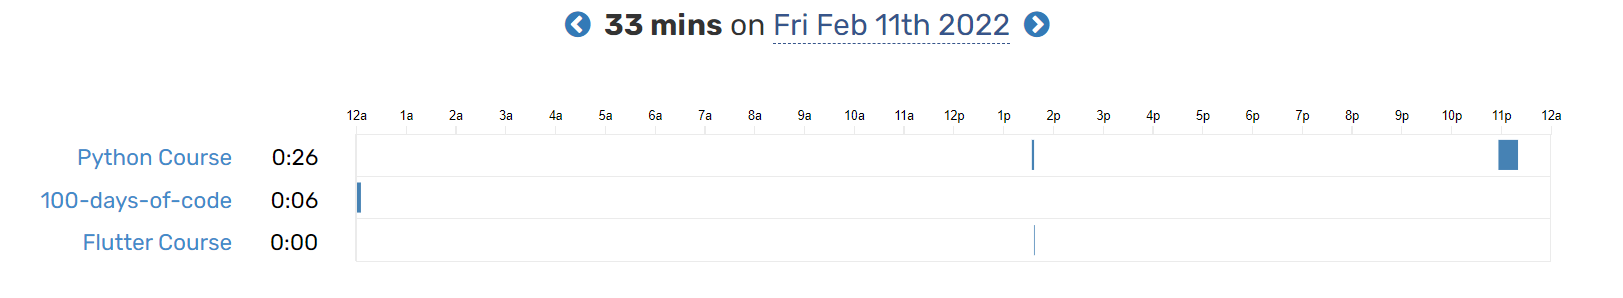 33 mins on Fri Feb 11th 2022
12a 1a 2a 3a 4a 5a 6a 7a 8a 9a 10a 11a 12p 1p 2p 3p 4p 5p 6p 7p 8p 9p 10p 11p 12a
Python Course 0:26
100-days-of-code 0:06
Flutter Course 0:00